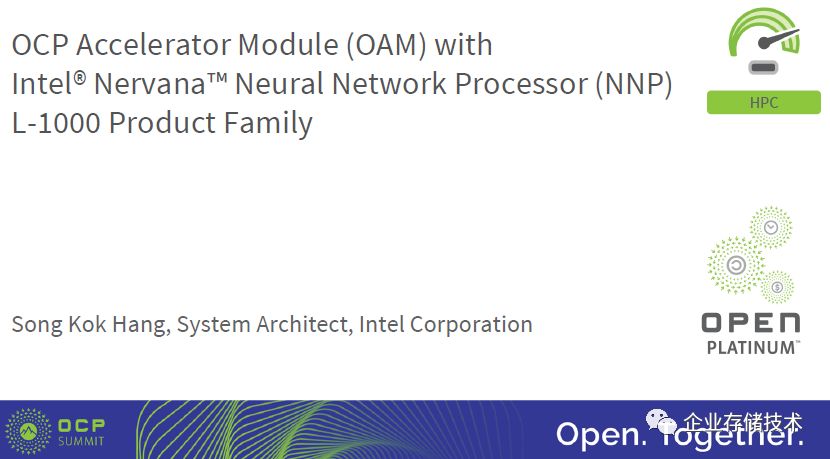 OCP Accelerator Module (OAM) with
Intel® Nervana™ Neural Network Processor (NNP)
L-1000 Product Family
HPC
Song Kok Hang, System Architect, Intel Corporation
OPEN
PLATINUM™
OCP
SUMMIT
Open. Together.
企业存储技术